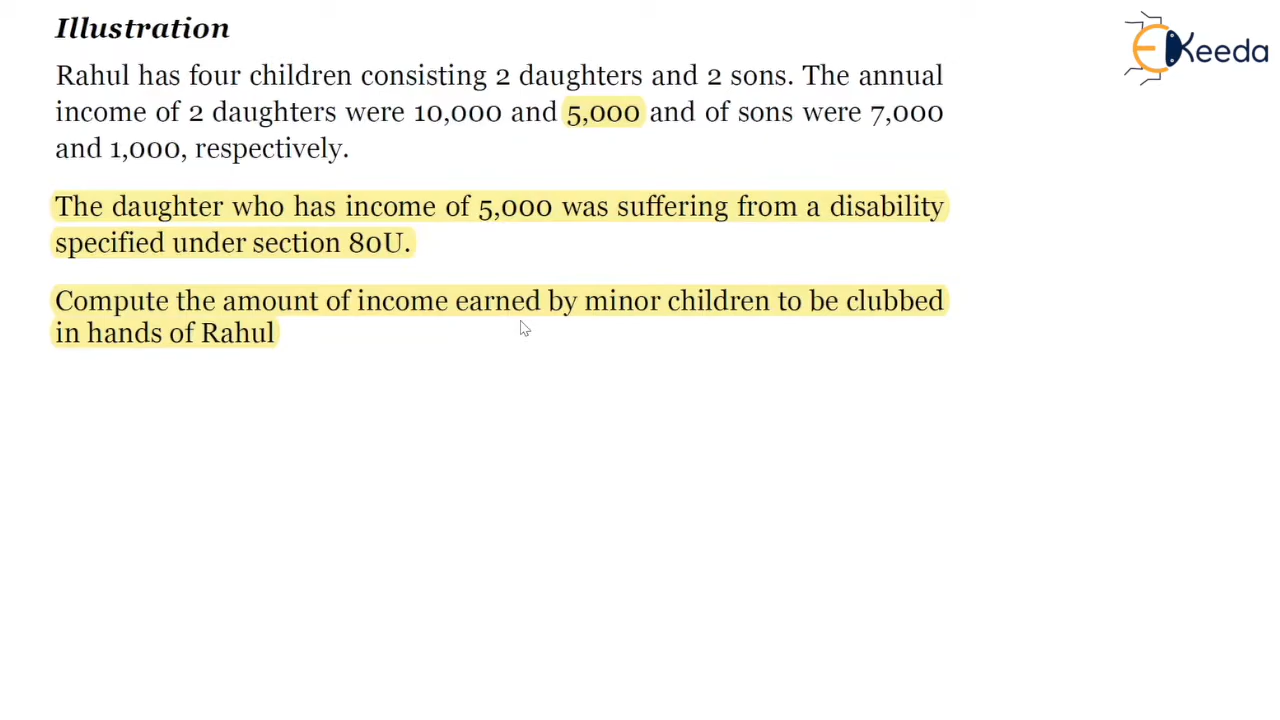 Illustration
EKeeda
Rahul has four children consisting 2 daughters and 2 sons. The annual
income of 2 daughters were 10,000 and 5,000 and of sons were 7,000
and 1,000, respectively.
The daughter who has income of 5,000 was suffering from a disability
specified under section 80U.
Compute the amount of income earned by minor children to be clubbed
in hands of Rahul